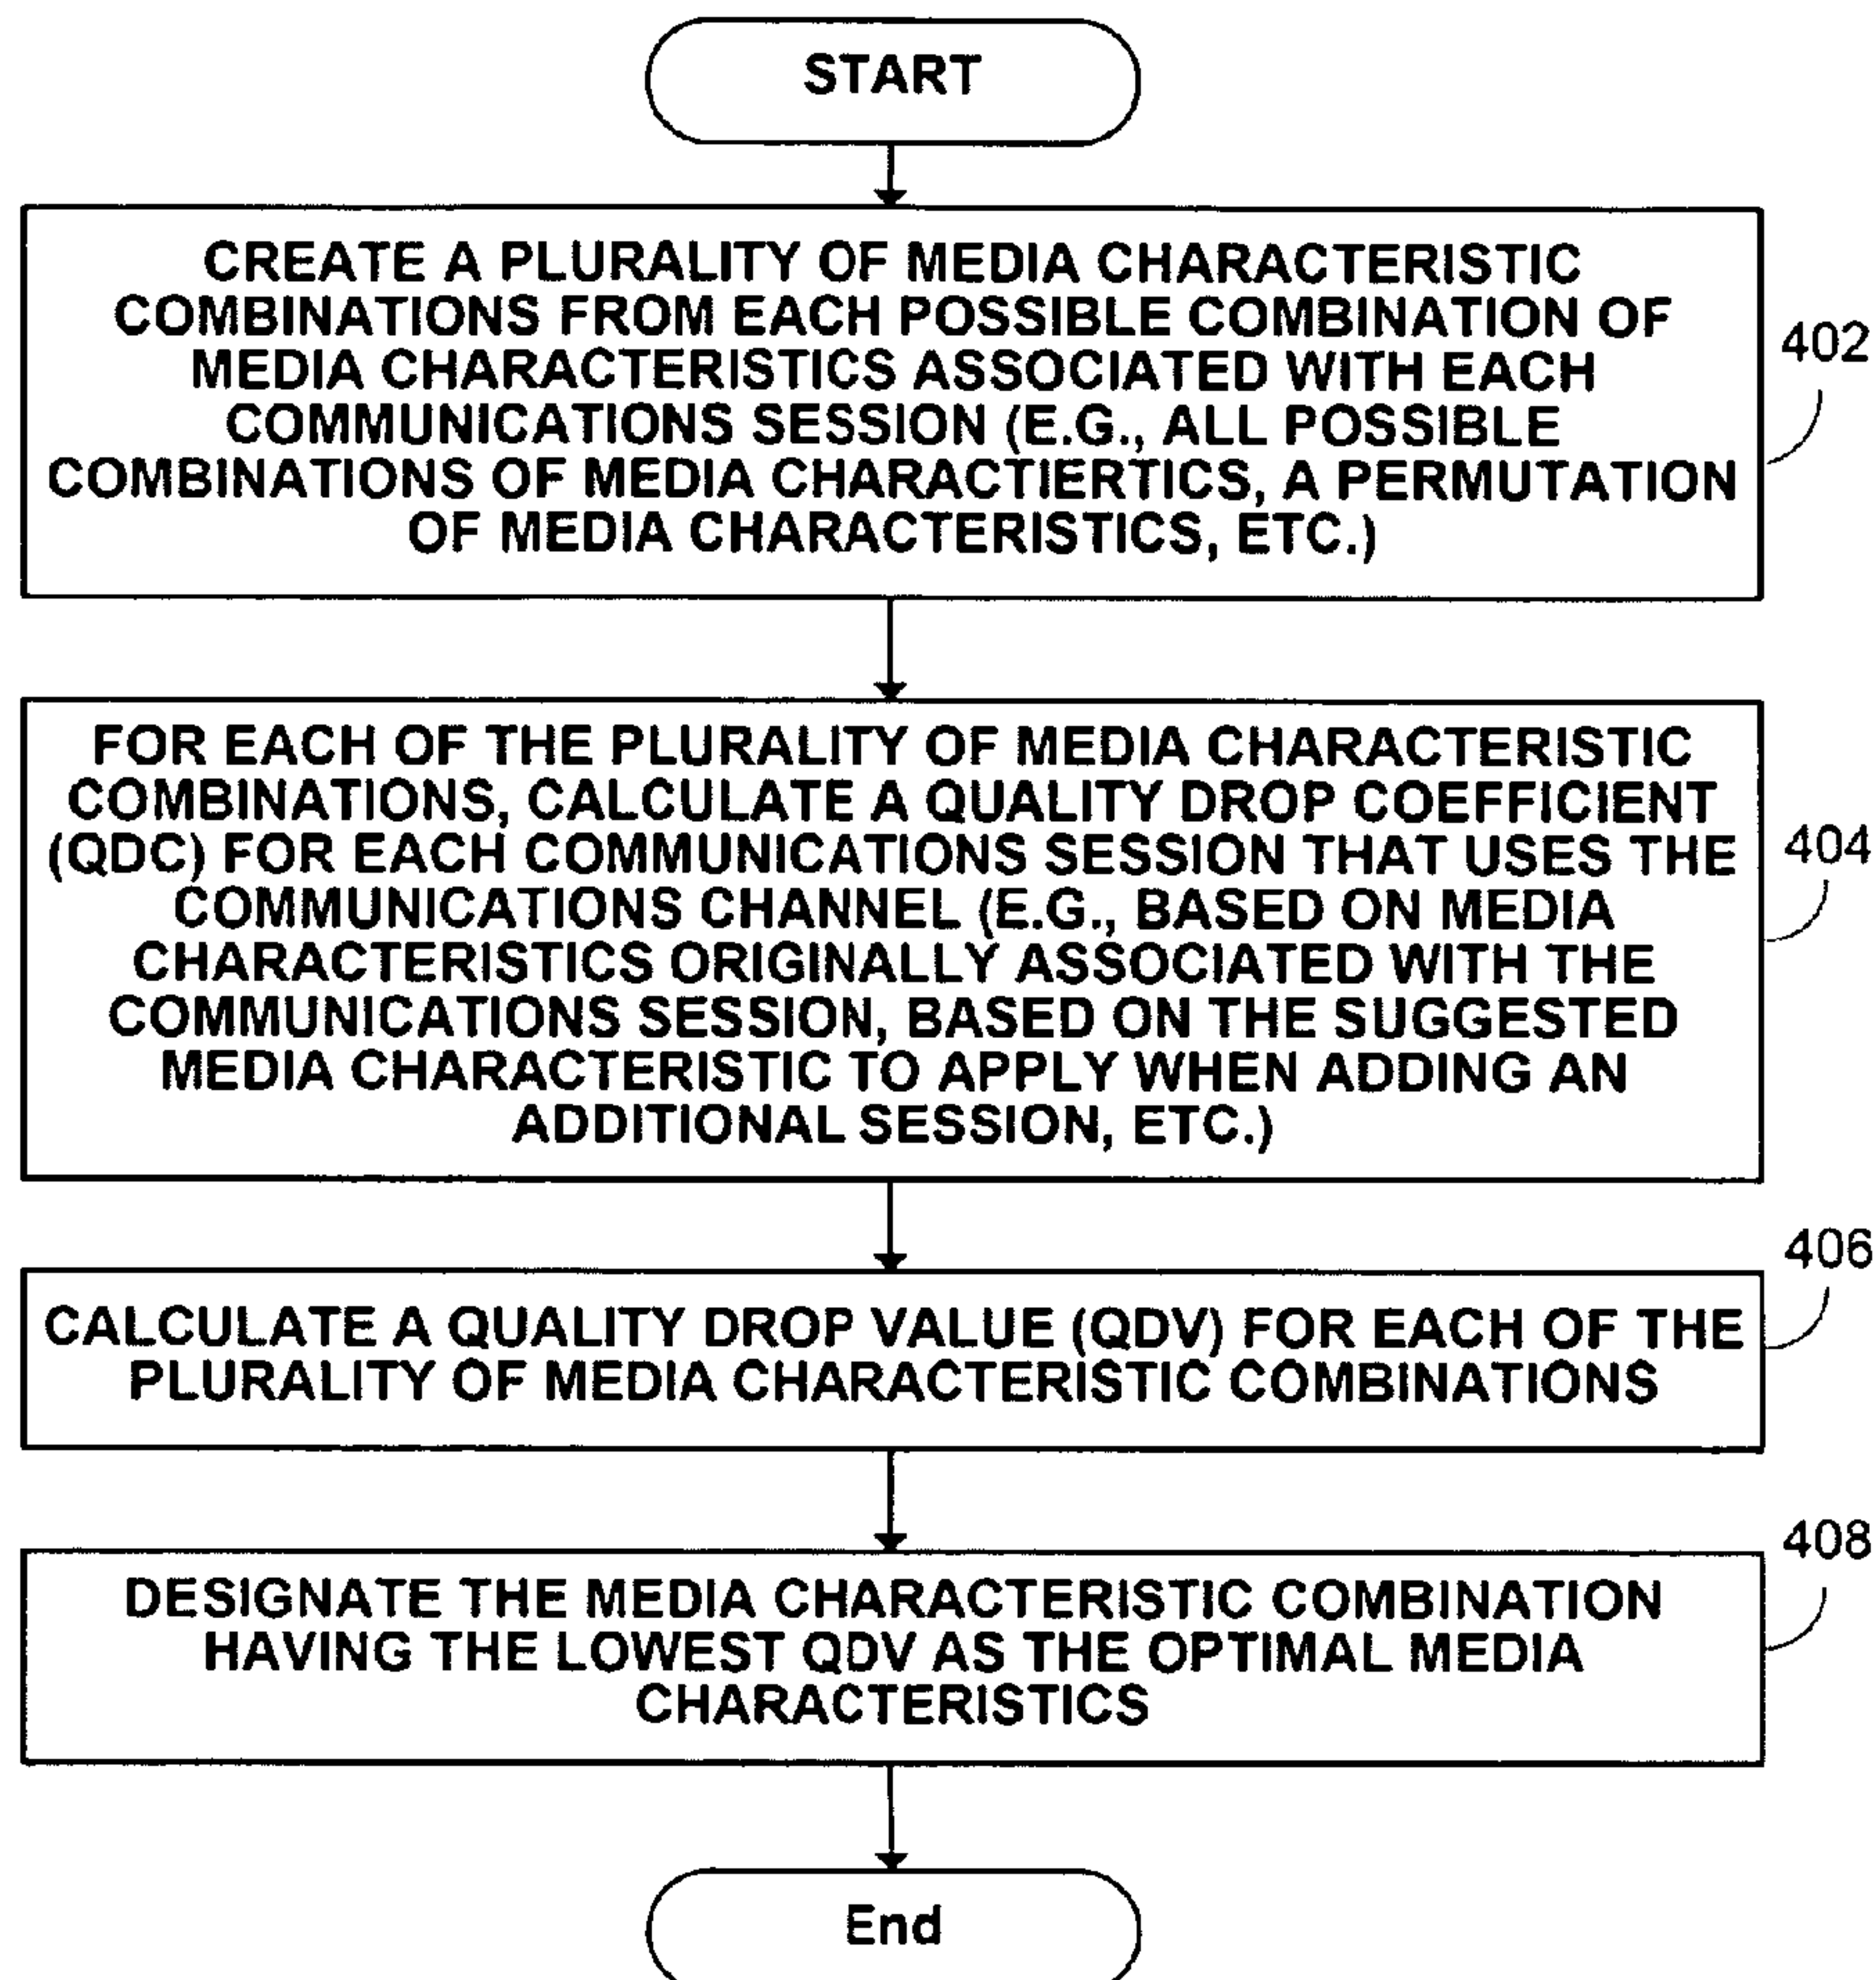 START
CREATE A PLURALITY OF MEDIA CHARACTERISTIC
COMBINATIONS FROM EACH POSSIBLE COMBINATION OF
MEDIA CHARACTERISTICS ASSOCIATED WITH EACH
COMMUNICATIONS SESSION (E.G., ALL POSSIBLE
COMBINATIONS OF MEDIA CHARACTIERTICS, A PERMUTATION
OF MEDIA CHARACTERISTICS, ETC.)
402
FOR EACH OF THE PLURALITY OF MEDIA CHARACTERISTIC
COMBINATIONS, CALCULATE A QUALITY DROP COEFFICIENT
(QDC) FOR EACH COMMUNICATIONS SESSION THAT USES THE
COMMUNICATIONS CHANNEL (E.G., BASED ON MEDIA
CHARACTERISTICS ORIGINALLY ASSOCIATED WITH THE
COMMUNICATIONS SESSION, BASED ON THE SUGGESTED
MEDIA CHARACTERISTIC TO APPLY WHEN ADDING AN
ADDITIONAL SESSION, ETC.)
404
CALCULATE A QUALITY DROP VALUE (QDV) FOR EACH OF THE
PLURALITY OF MEDIA CHARACTERISTIC COMBINATIONS
406
DESIGNATE THE MEDIA CHARACTERISTIC COMBINATION
HAVING THE LOWEST QDV AS THE OPTIMAL MEDIA
CHARACTERISTICS
408
End